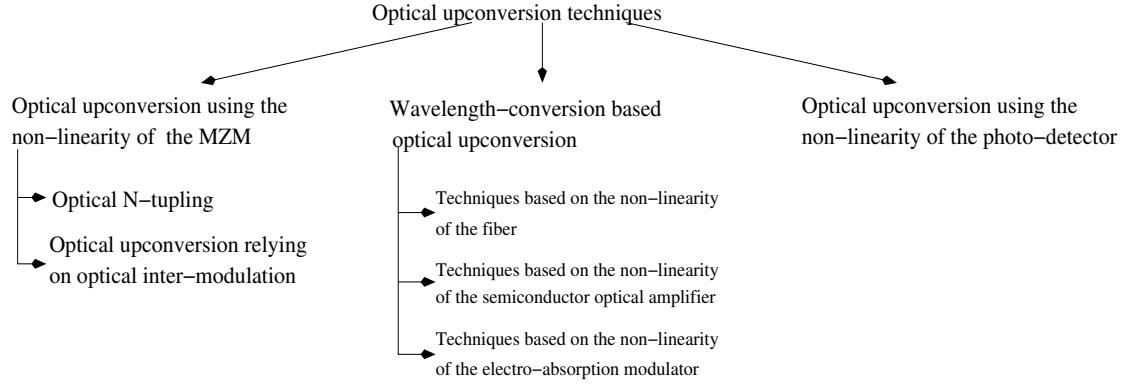 Optical upconversion techniques
Optical upconversion using the
non−linearity of the MZM
Optical N−tupling
Optical upconversion relying
on optical inter−modulation
Wavelength−conversion based
optical upconversion
Techniques based on the non−linearity
of the fiber
Techniques based on the non−linearity
of the semiconductor optical amplifier
Techniques based on the non−linearity
of the electro−absorption modulator
Optical upconversion using the
non−linearity of the photo−detector